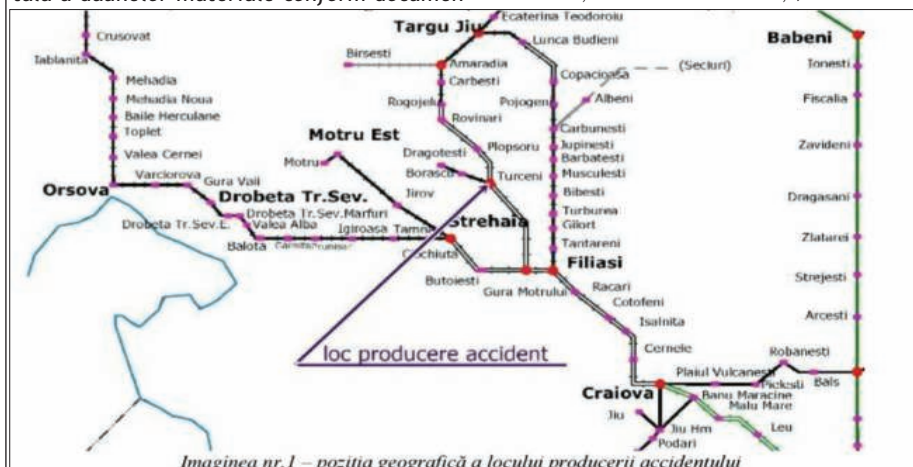 Ecaterina Teodoroiu
Targu Jiu
Crusovat
Lunca Budieni
Babeni
Birsesti
Iablanita
Amaradia
Ionesti
(Seciuri)
Mehadia
Carbesti
Copacioasa
Mehadia Noua
Rogojelu
Pojogeni
Albeni
Fiscalia
Baile Herculane
Rovinari
Toplet
Motru Est
Carbunesti
Plopsoru
Jupinesti
Zavideni
Valea Cernei
Motru
Dragotesti
Barbatesti
Borascu
Turceni
Musculesti
Varciorova
Gura Vaii
Orsova
Drobeta Tr.Sev.
Jirov
Bibesti
Dragasani
Drobeta Tr.Sev.Marfuri
Strehaia
Turburea
Drobeta Tr.Sev.E.
Valea Alba
Igiroasa
Tamna
Gilort
Zlatarei
Balota
Ciochiuta
Tantareni
Butoiesti
Filiasi
Strejesti
Gura Motrului
Racari
Cotofeni
Arcesti
Isalnita
loc producere accident
Cernele
Robanesti
Plaiul Vulcanesti
Pielesti
Bals
Craiova
Banu Maracine
Jiu
Malu Mare
Jiu Hm
Leu
Podari
Imaginea nr.1 – poziția geografică a locului producerii accidentului